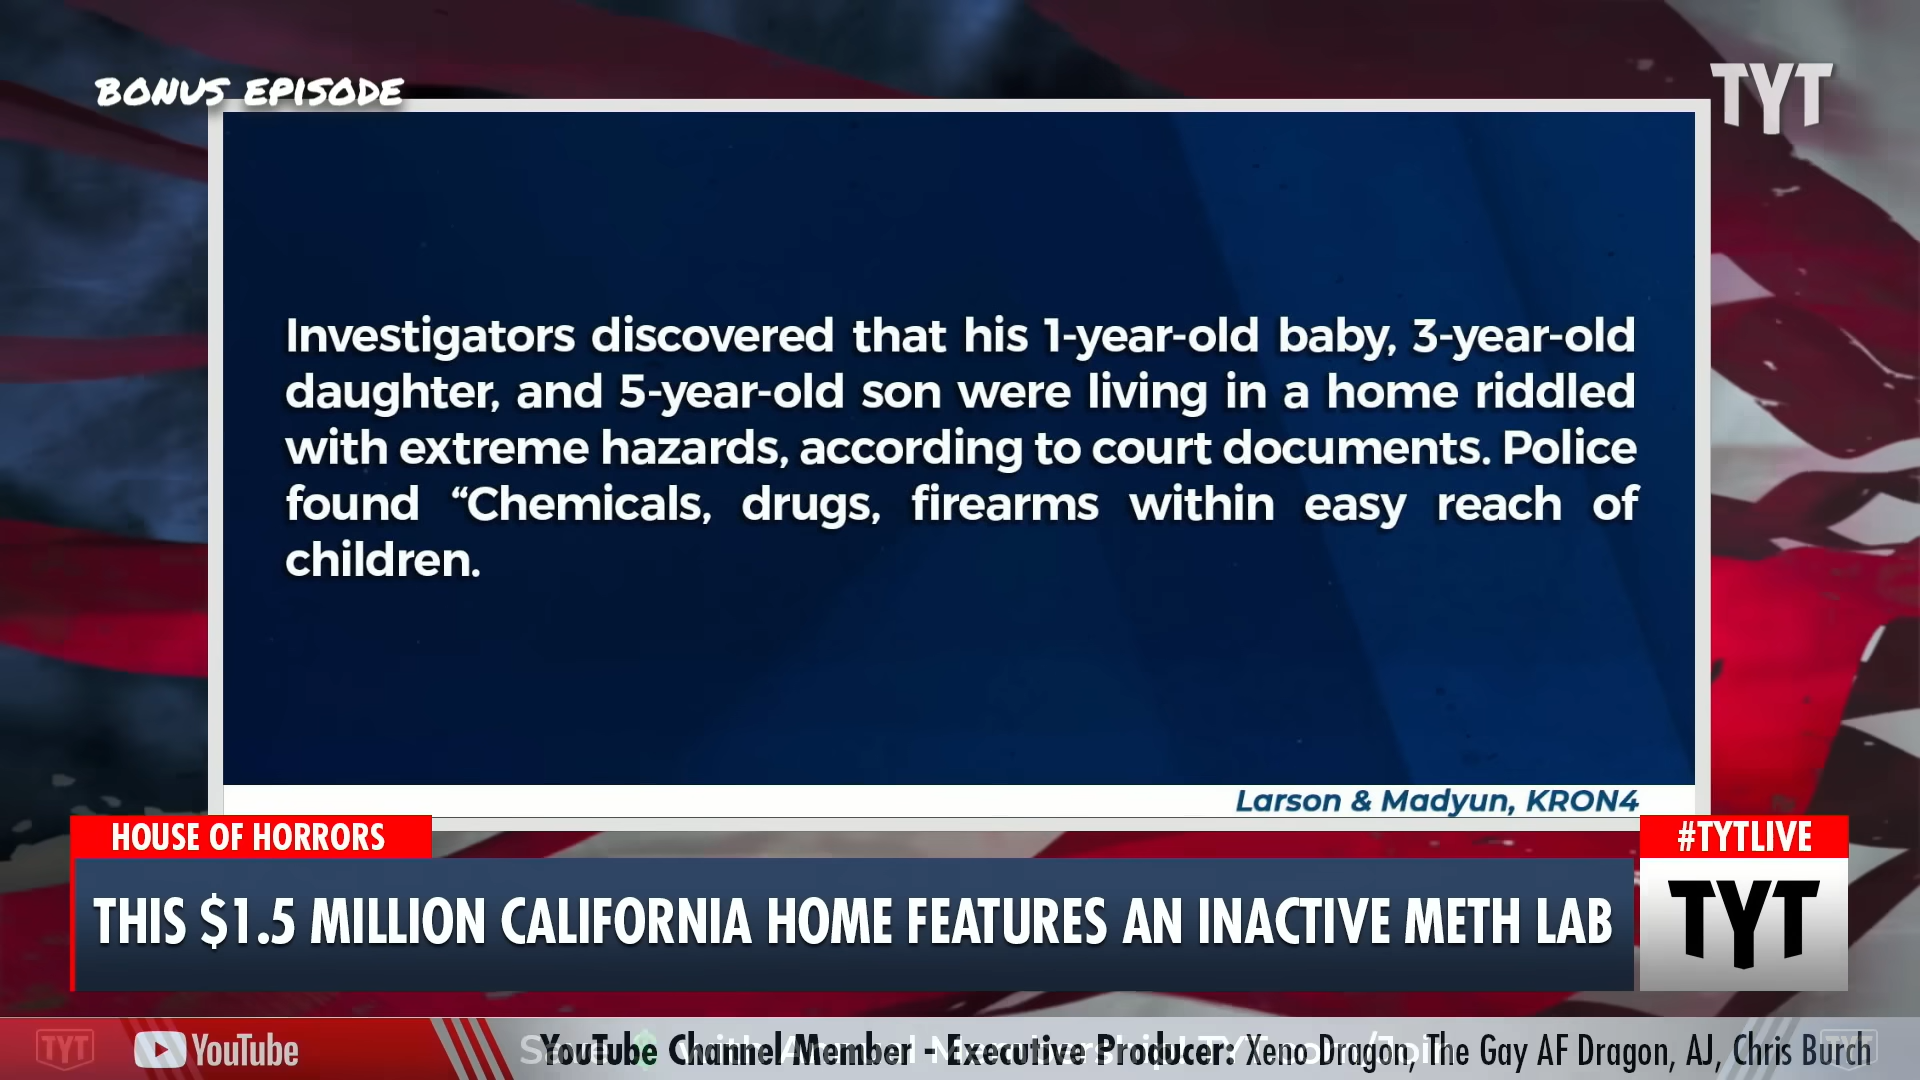 BONUS EPISODE
TYT
Investigators discovered that his 1-year-old baby, 3-year-old
daughter, and 5-year-old son were living in a home riddled
with extreme hazards, according to court documents. Police
found “Chemicals, drugs, firearms within easy reach of
children.
Larson & Madyun, KRON4
HOUSE OF HORRORS
#TYTLIVE
THIS $1.5 MILLION CALIFORNIA HOME FEATURES AN INACTIVE METH LAB
TYT
TYT
YouTube
YouTube Channel Member - Executive Producer: Xeno Dragon, The Gay AF Dragon, AJ, Chris Burch
TYT